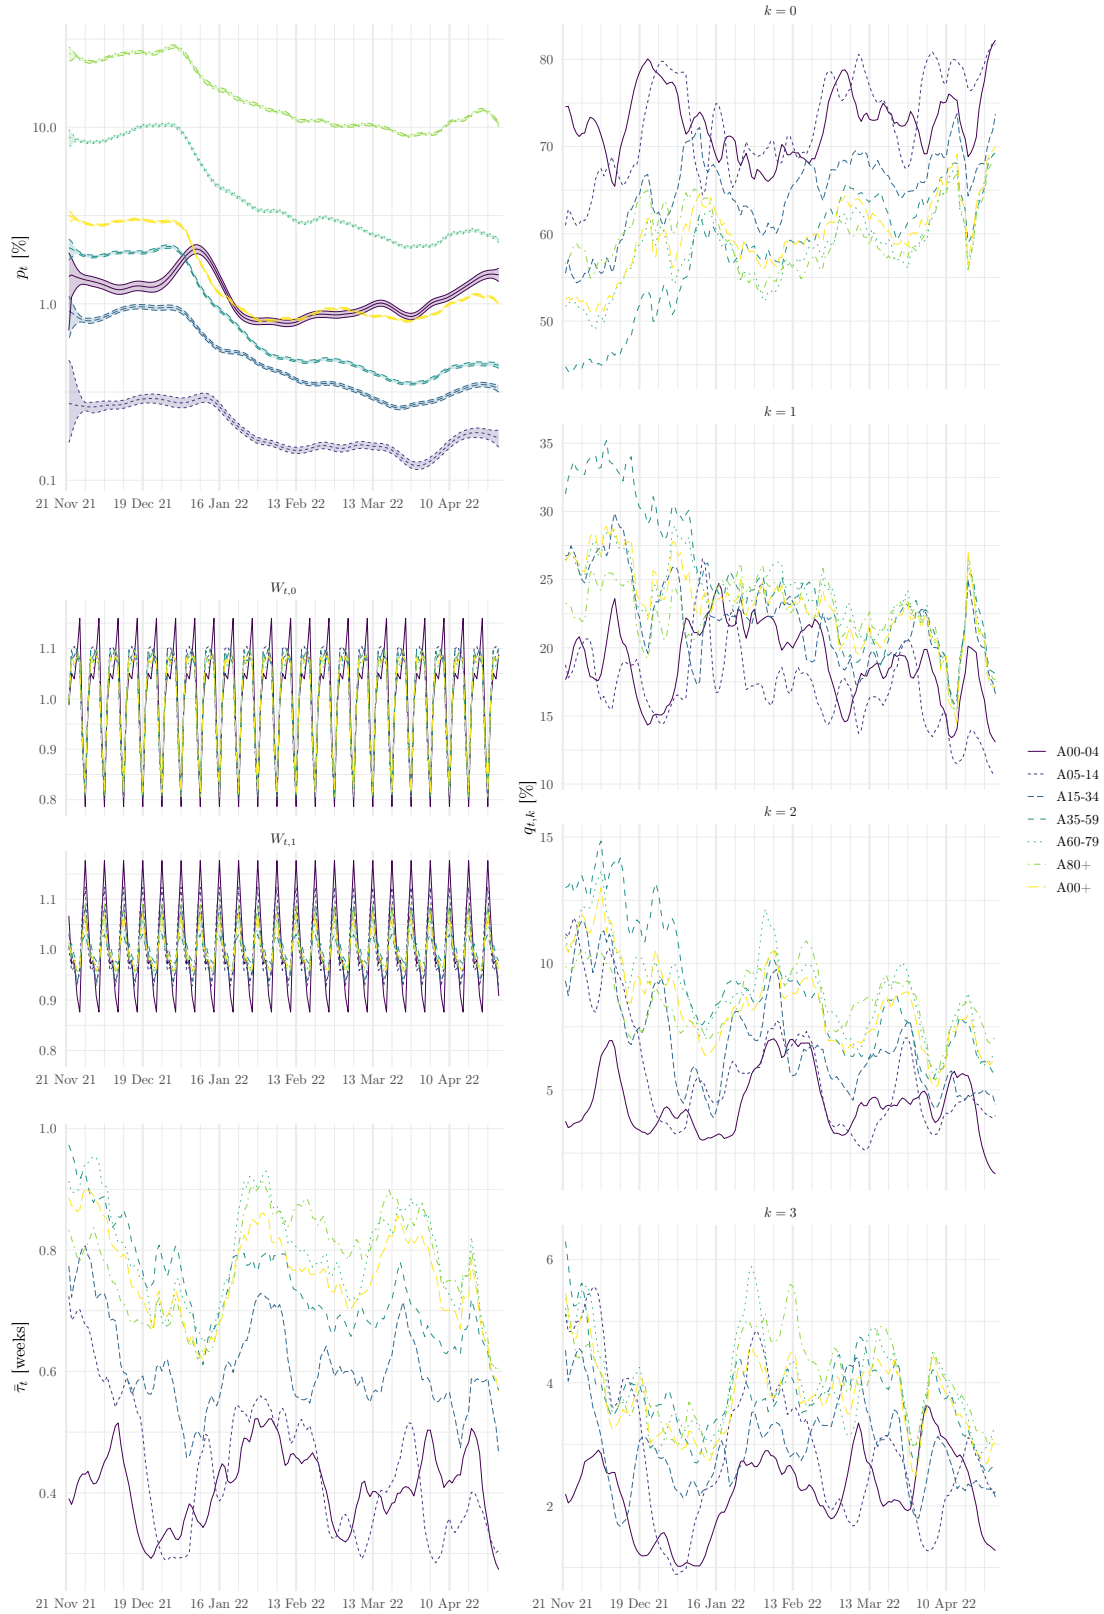 p_t [%]
10.0
1.0
0.1
21 Nov 21 19 Dec 21 16 Jan 22 13 Feb 22 13 Mar 22 10 Apr 22
W_{t,0}
1.1
1.0
0.9
0.8
W_{t,1}
1.1
1.0
0.9
0.8
21 Nov 21 19 Dec 21 16 Jan 22 13 Feb 22 13 Mar 22 10 Apr 22
τ̄_t [weeks]
1.0
0.8
0.6
0.4
21 Nov 21 19 Dec 21 16 Jan 22 13 Feb 22 13 Mar 22 10 Apr 22
q_{t,k} [%]
k = 0
80
70
60
50
k = 1
35
30
25
20
15
10
k = 2
15
10
5
k = 3
6
4
2
21 Nov 21 19 Dec 21 16 Jan 22 13 Feb 22 13 Mar 22 10 Apr 22
A00-04
A05-14
A15-34
A35-59
A60-79
A80+
A00+